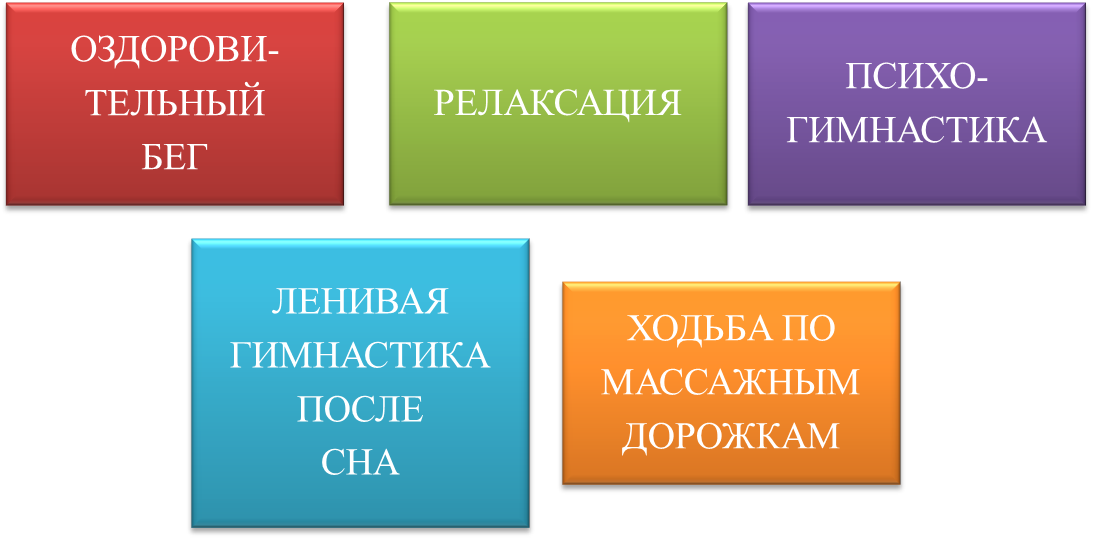 ОЗДОРОВИ-
ТЕЛЬНЫЙ
БЕГ
РЕЛАКСАЦИЯ
ПСИХО-
ГИМНАСТИКА
ЛЕНИВАЯ
ГИМНАСТИКА
ПОСЛЕ
СНА
ХОДЬБА ПО
МАССАЖНЫМ
ДОРОЖКАМ